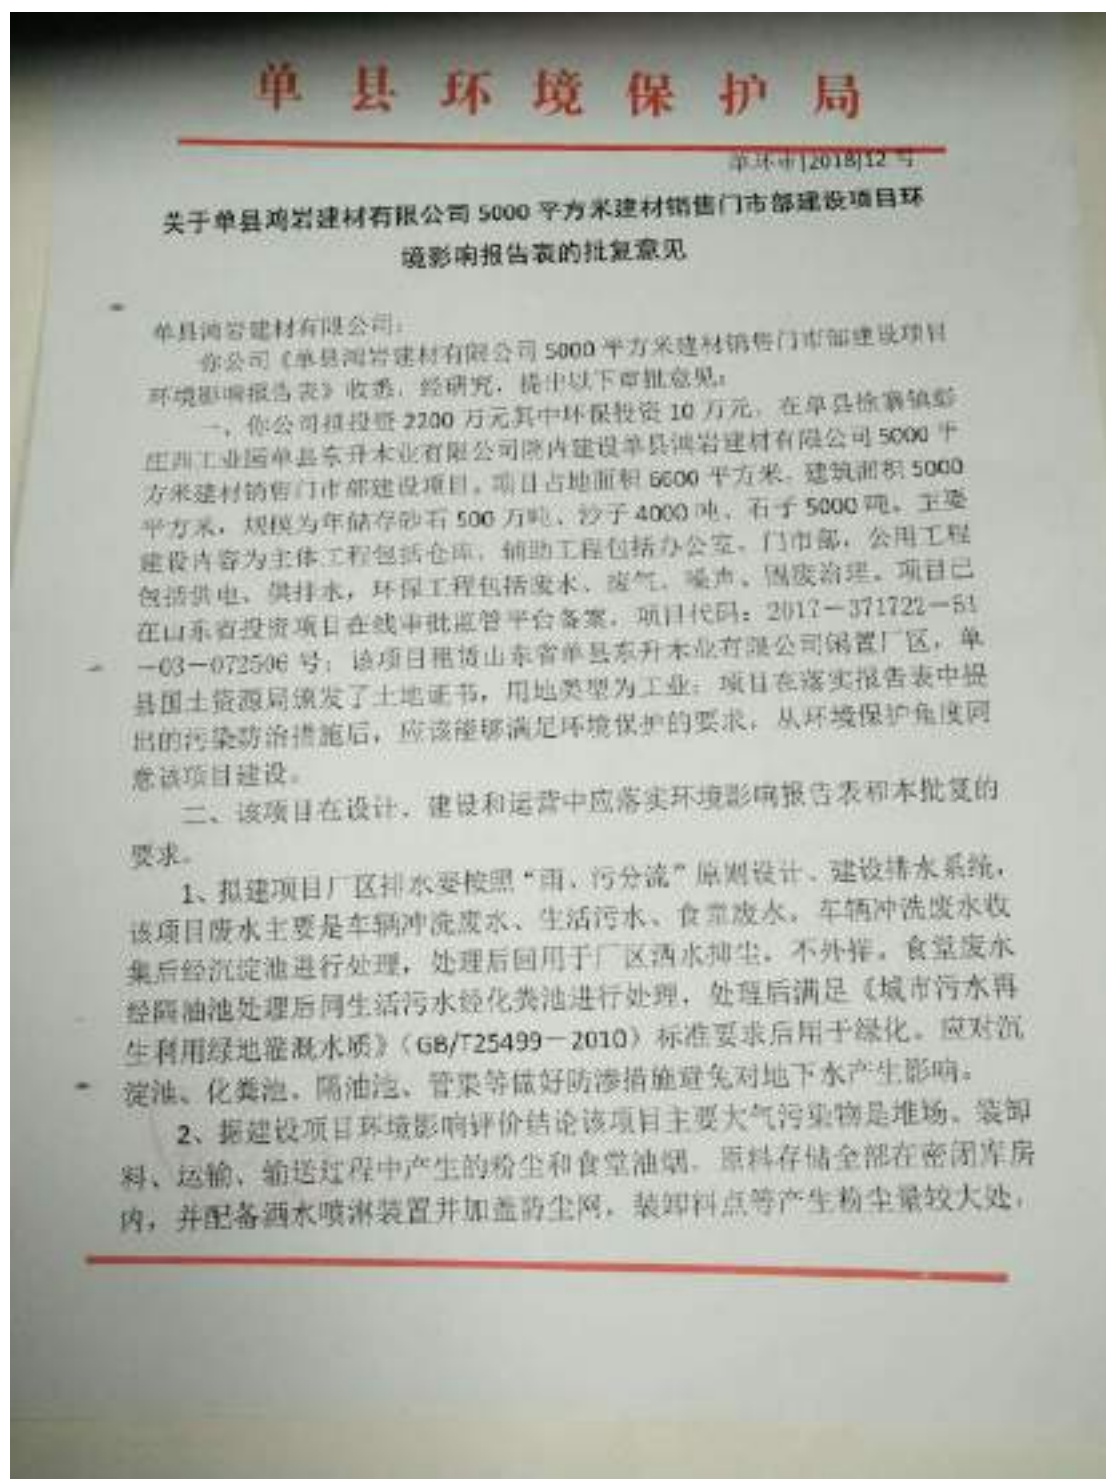 单县环境保护局
单环审[2018]12号
关于单县鸿岩建材有限公司5000平方米建材销售门市部建设项目环
境影响报告表的批复意见
单县鸿岩建材有限公司：
你公司《单县鸿岩建材有限公司5000平方米建材销售门市部建设项目
环境影响报告表》收悉，经研究，提出以下审批意见：
一、你公司拟投资2200万元其中环保投资10万元，在单县徐寨镇彭
庄西工业园单县东升木业有限公司院内建设单县鸿岩建材有限公司5000平
方米建材销售门市部建设项目。项目占地面积6600平方米，建筑面积5000
平方米，规模为年储存砂石500万吨、沙子4000吨、石子5000吨。主要
建设内容为主体工程包括仓库，辅助工程包括办公室、门市部，公用工程
包括供电、供排水，环保工程包括废水、废气、噪声、固废治理。项目已
在山东省投资项目在线审批监管平台备案，项目代码：2017－371722－51
－03－072506号；该项目租赁山东省单县东升木业有限公司闲置厂区，单
县国土资源局颁发了土地证书，用地类型为工业；项目在落实报告表中提
出的污染防治措施后，应该能够满足环境保护的要求，从环境保护角度同
意该项目建设。
二、该项目在设计、建设和运营中应落实环境影响报告表和本批复的
要求。
1、拟建项目厂区排水要按照“雨、污分流”原则设计、建设排水系统，
该项目废水主要是车辆冲洗废水、生活污水、食堂废水。车辆冲洗废水收
集后经沉淀池进行处理，处理后回用于厂区洒水抑尘，不外排。食堂废水
经隔油池处理后同生活污水经化粪池进行处理，处理后满足《城市污水再
生利用绿地灌溉水质》（GB/T25499－2010）标准要求后用于绿化。应对沉
淀池、化粪池、隔油池、管渠等做好防渗措施避免对地下水产生影响。
2、据建设项目环境影响评价结论该项目主要大气污染物是堆场、装卸
料、运输、输送过程中产生的粉尘和食堂油烟。原料存储全部在密闭库房
内，并配备洒水喷淋装置并加盖防尘网，装卸料点等产生粉尘量较大处，